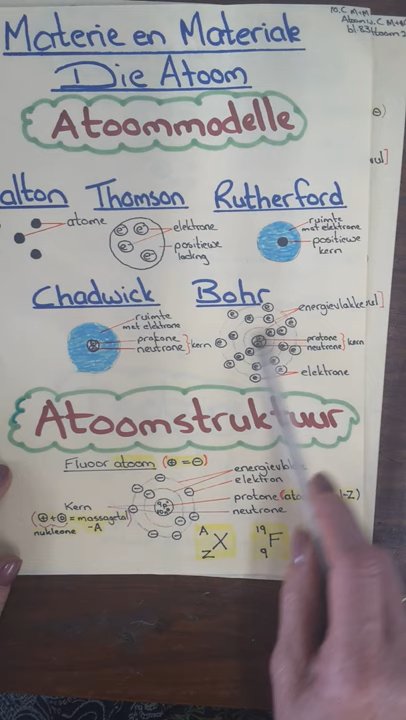 10.C M+M
Materie en Materiale
Die Atoom
Atoommodelle
alton Thomson Rutherford
atome
elektrone
positiewe
lading
ruimte
met elektrone
positiewe
kern
Chadwick Bohr
ruimte
met elektrone
protone
neutrone
kern
energievlakke
protone
neutrone
kern
elektrone
Atoomstruktuur
Fluoor atoom (+ = -)
elektron
protone
neutrone
Kern
(+ + o = massagetal
nukleone -A
A
Z
X
19
9
F